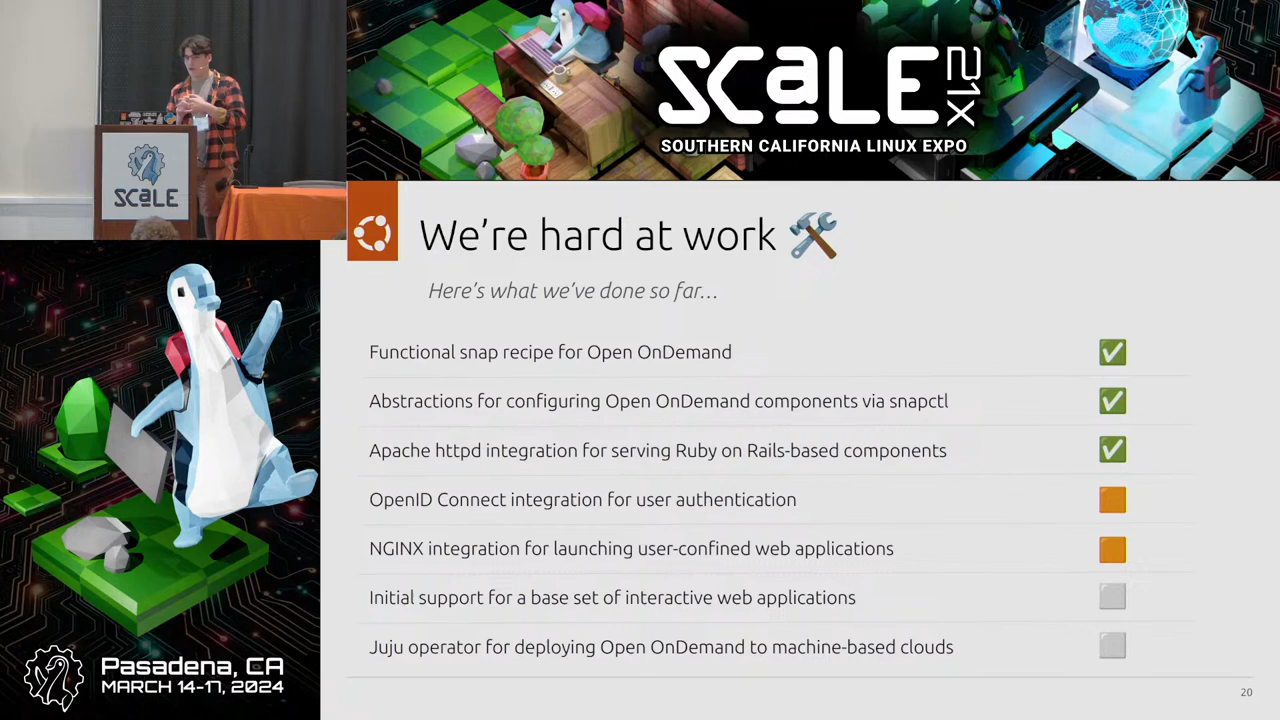 SCALE
SCALE 21X
SOUTHERN CALIFORNIA LINUX EXPO
We're hard at work
Here's what we've done so far...
Functional snap recipe for Open OnDemand
Abstractions for configuring Open OnDemand components via snapctl
Apache httpd integration for serving Ruby on Rails-based components
OpenID Connect integration for user authentication
NGINX integration for launching user-confined web applications
Initial support for a base set of interactive web applications
Juju operator for deploying Open OnDemand to machine-based clouds
20
Pasadena, CA
MARCH 14-17, 2024